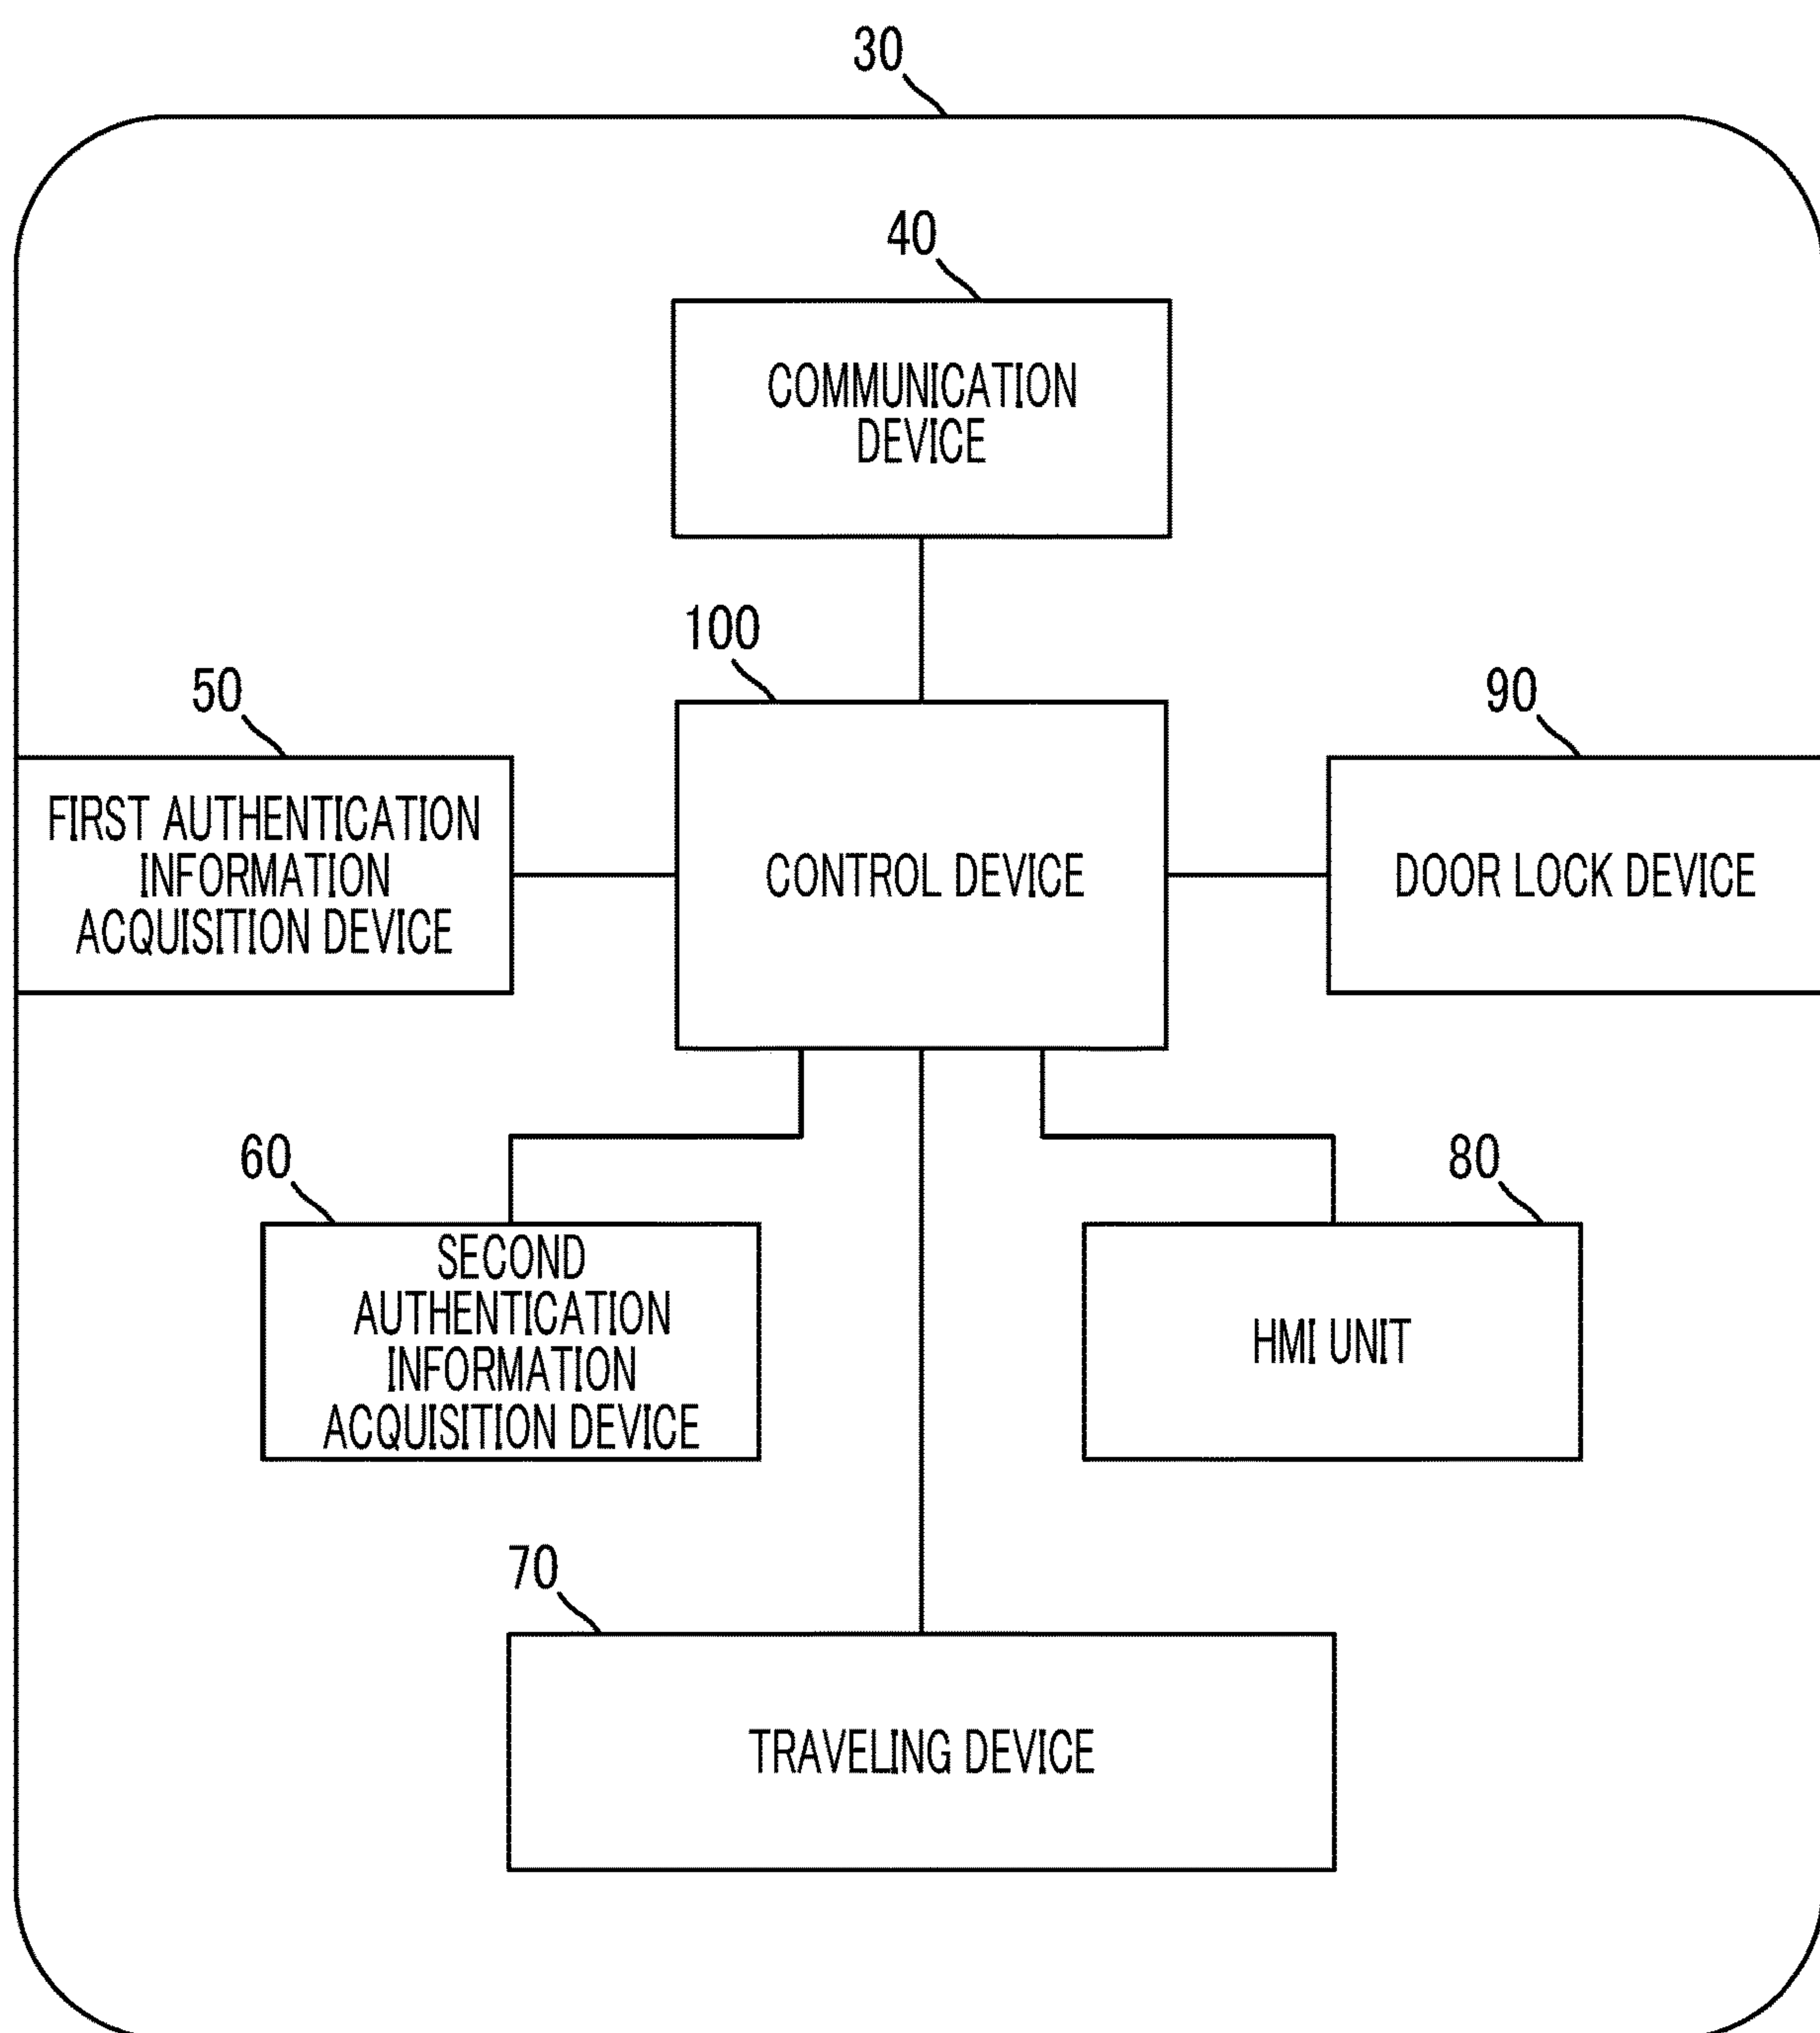 30
40
COMMUNICATION
DEVICE
100
50
90
FIRST AUTHENTICATION
INFORMATION
ACQUISITION DEVICE
CONTROL DEVICE
DOOR LOCK DEVICE
60
80
SECOND
AUTHENTICATION
INFORMATION
ACQUISITION DEVICE
HMI UNIT
70
TRAVELING DEVICE